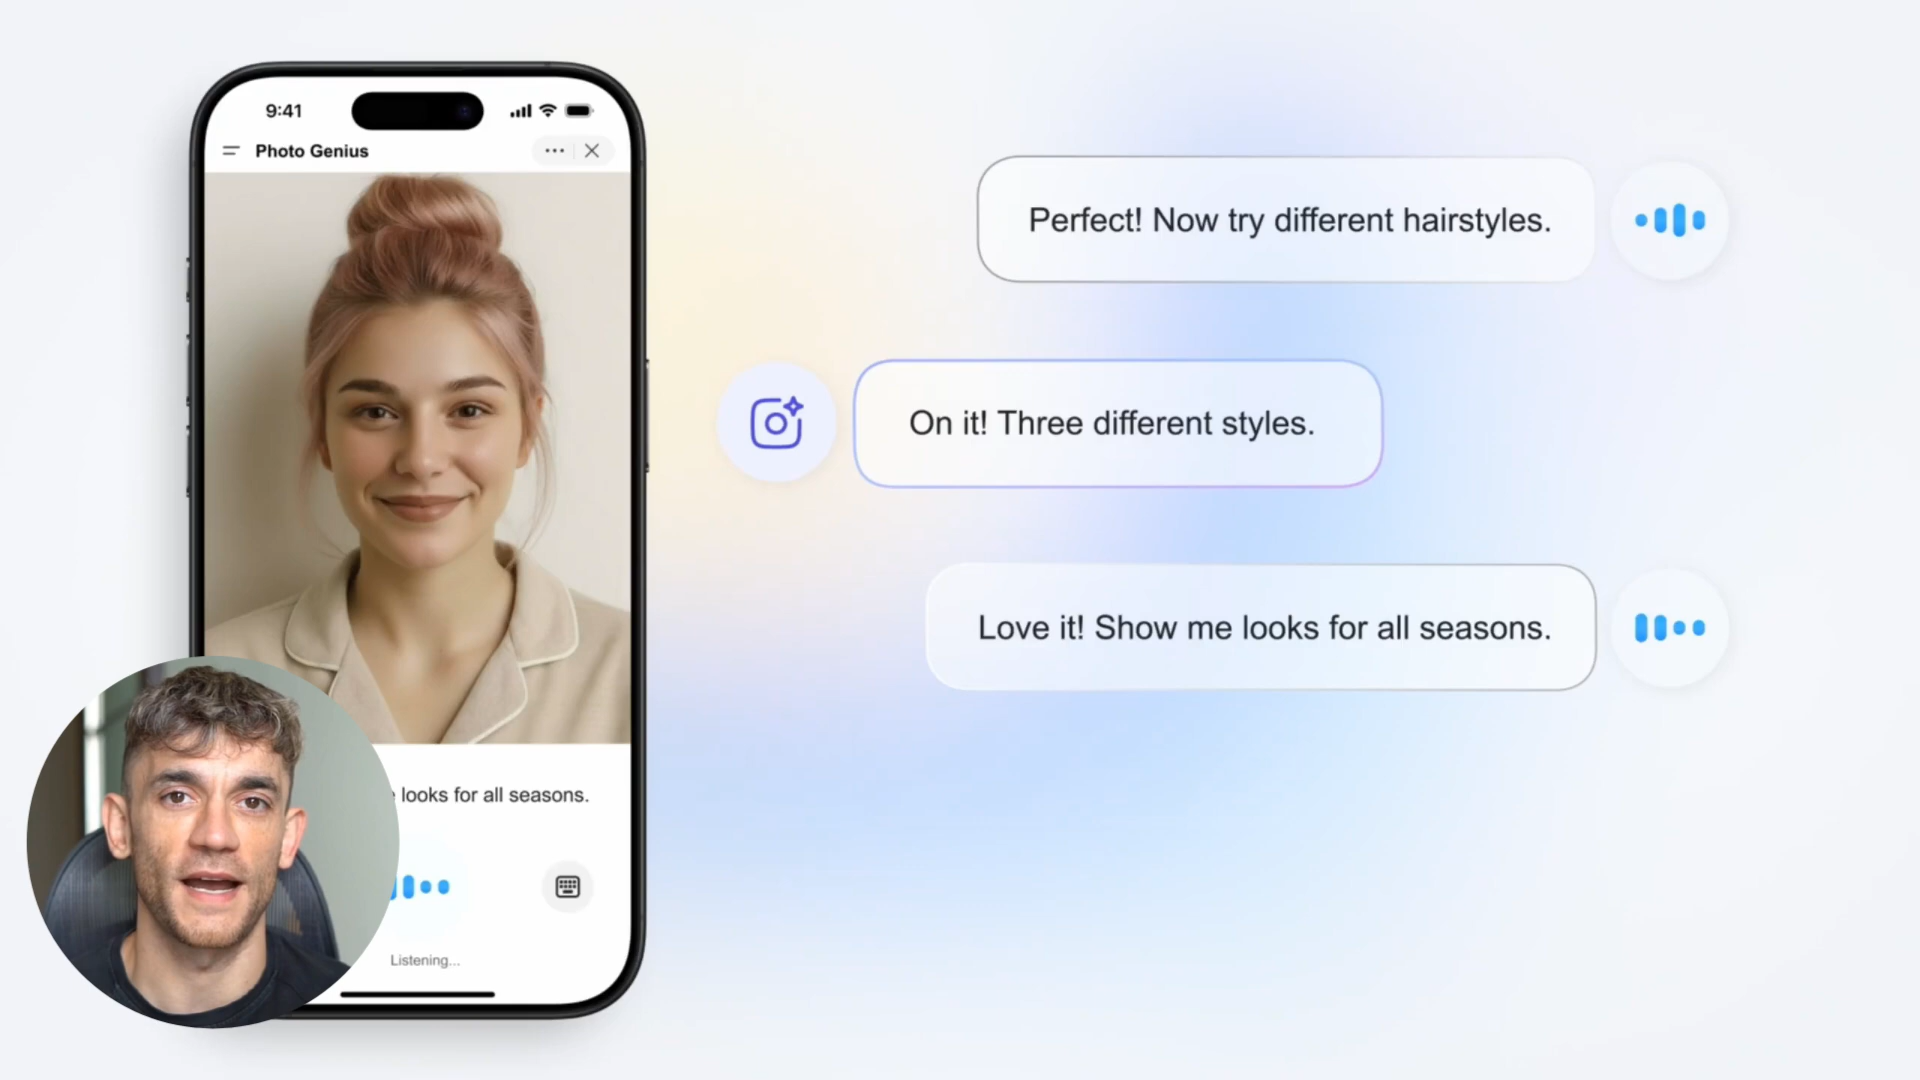 9:41
Photo Genius
looks for all seasons.
Listening...
Perfect! Now try different hairstyles.
On it! Three different styles.
Love it! Show me looks for all seasons.